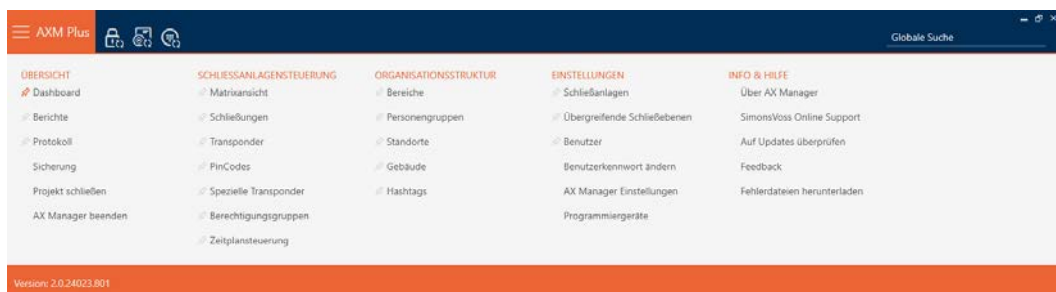 AXM Plus
Globale Suche
ÜBERSICHT
Dashboard
Berichte
Protokoll
Sicherung
Projekt schließen
AX Manager beenden
SCHLIESSANLAGENSTEUERUNG
Matrixansicht
Schließungen
Transponder
PinCodes
Spezielle Transponder
Berechtigungsgruppen
Zeitplansteuerung
ORGANISATIONSSTRUKTUR
Bereiche
Personengruppen
Standorte
Gebäude
Hashtags
EINSTELLUNGEN
Schließanlagen
Übergreifende Schließebenen
Benutzer
Benutzerkennwort ändern
AX Manager Einstellungen
Programmiergeräte
INFO & HILFE
Über AX Manager
SimonsVoss Online Support
Auf Updates überprüfen
Feedback
Fehlerdateien herunterladen
Version: 2.0.24023.801